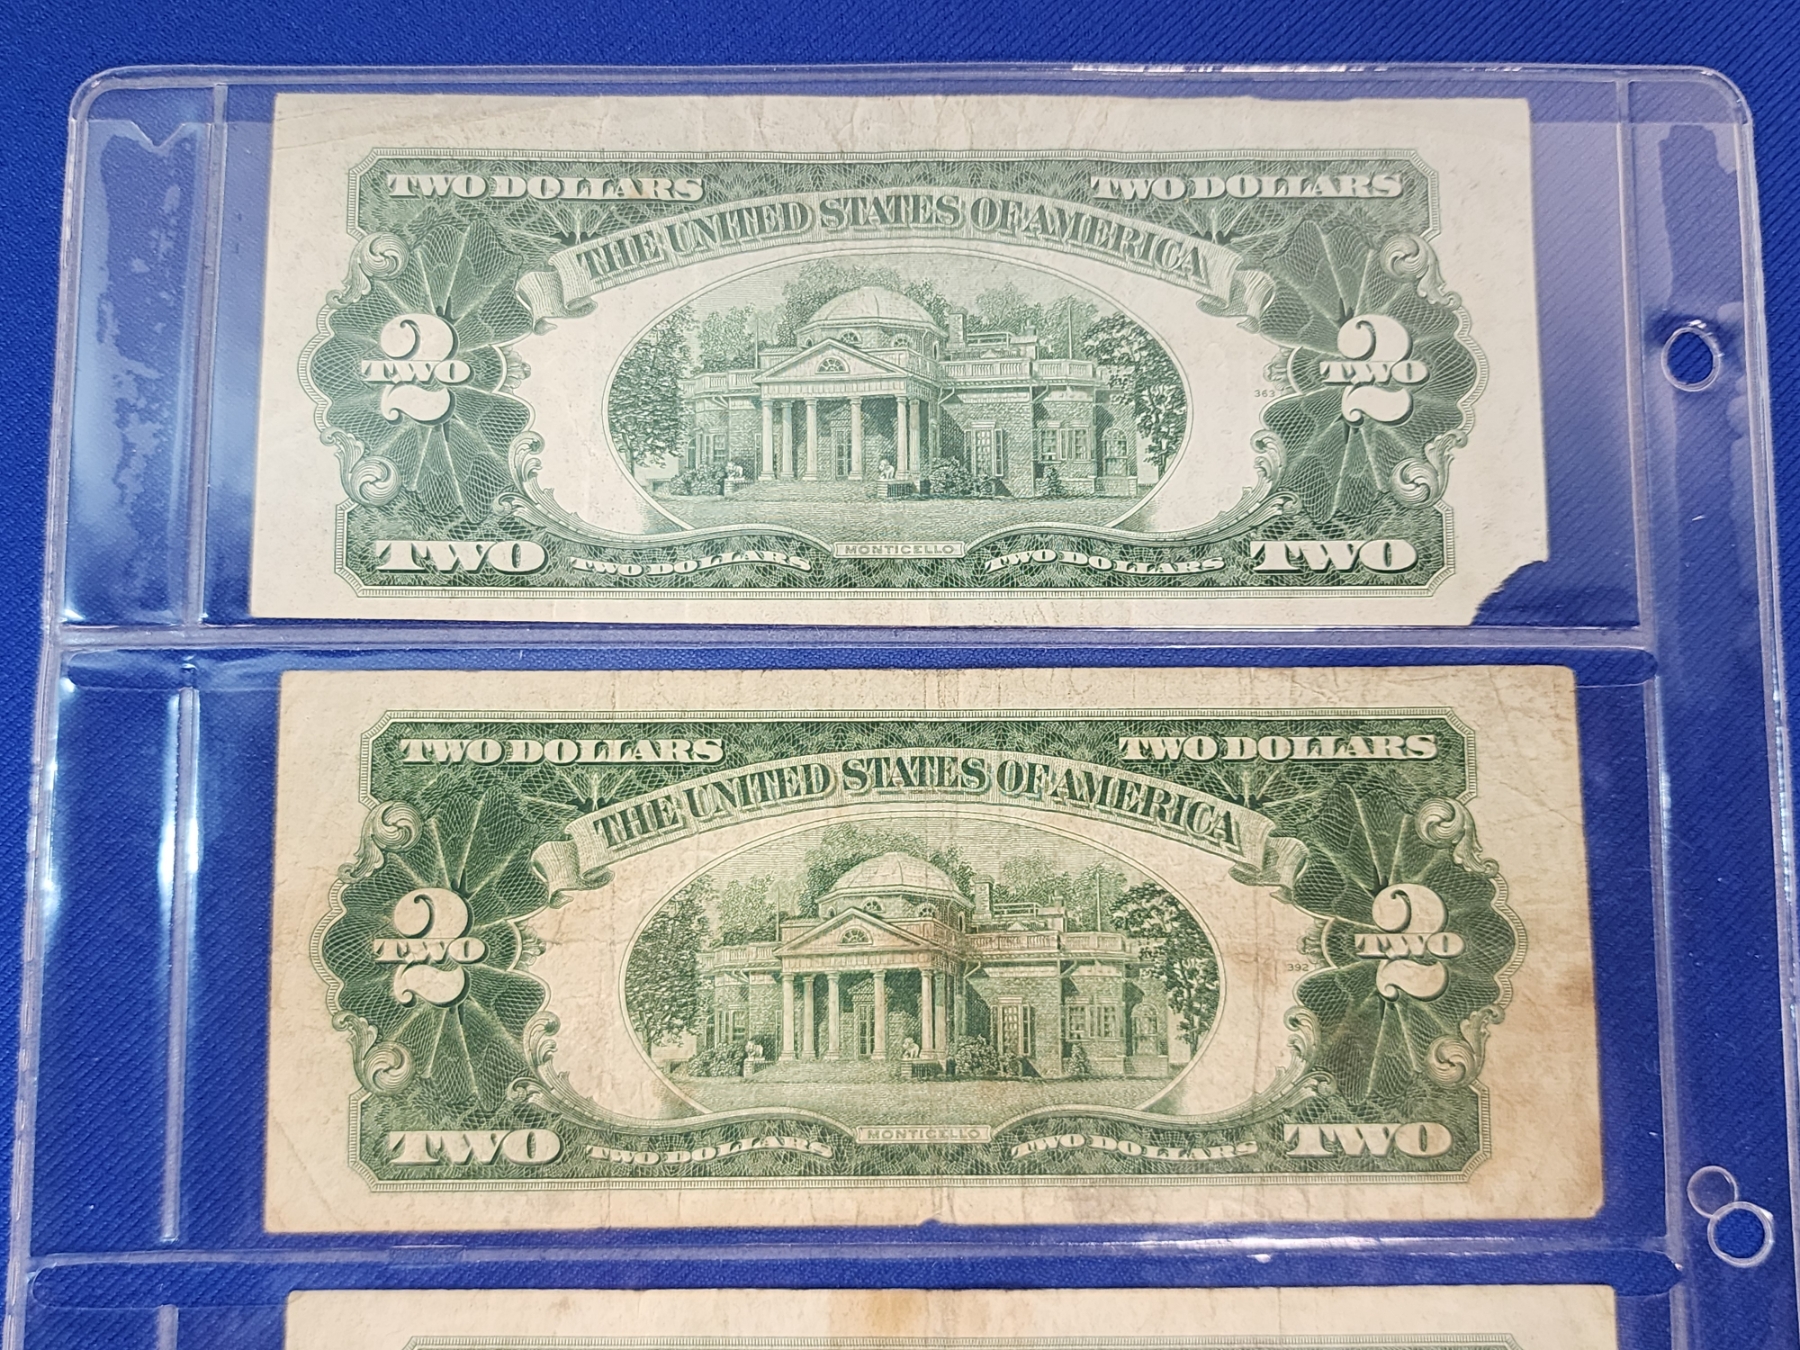 TWO DOLLARS TWO DOLLARS
THE UNITED STATES OF AMERICA
2 TWO 2 TWO
363
TWO TWO DOLLARS MONTICELLO TWO DOLLARS TWO
TWO DOLLARS TWO DOLLARS
THE UNITED STATES OF AMERICA
2 TWO 2 TWO
392
TWO TWO DOLLARS MONTICELLO TWO DOLLARS TWO